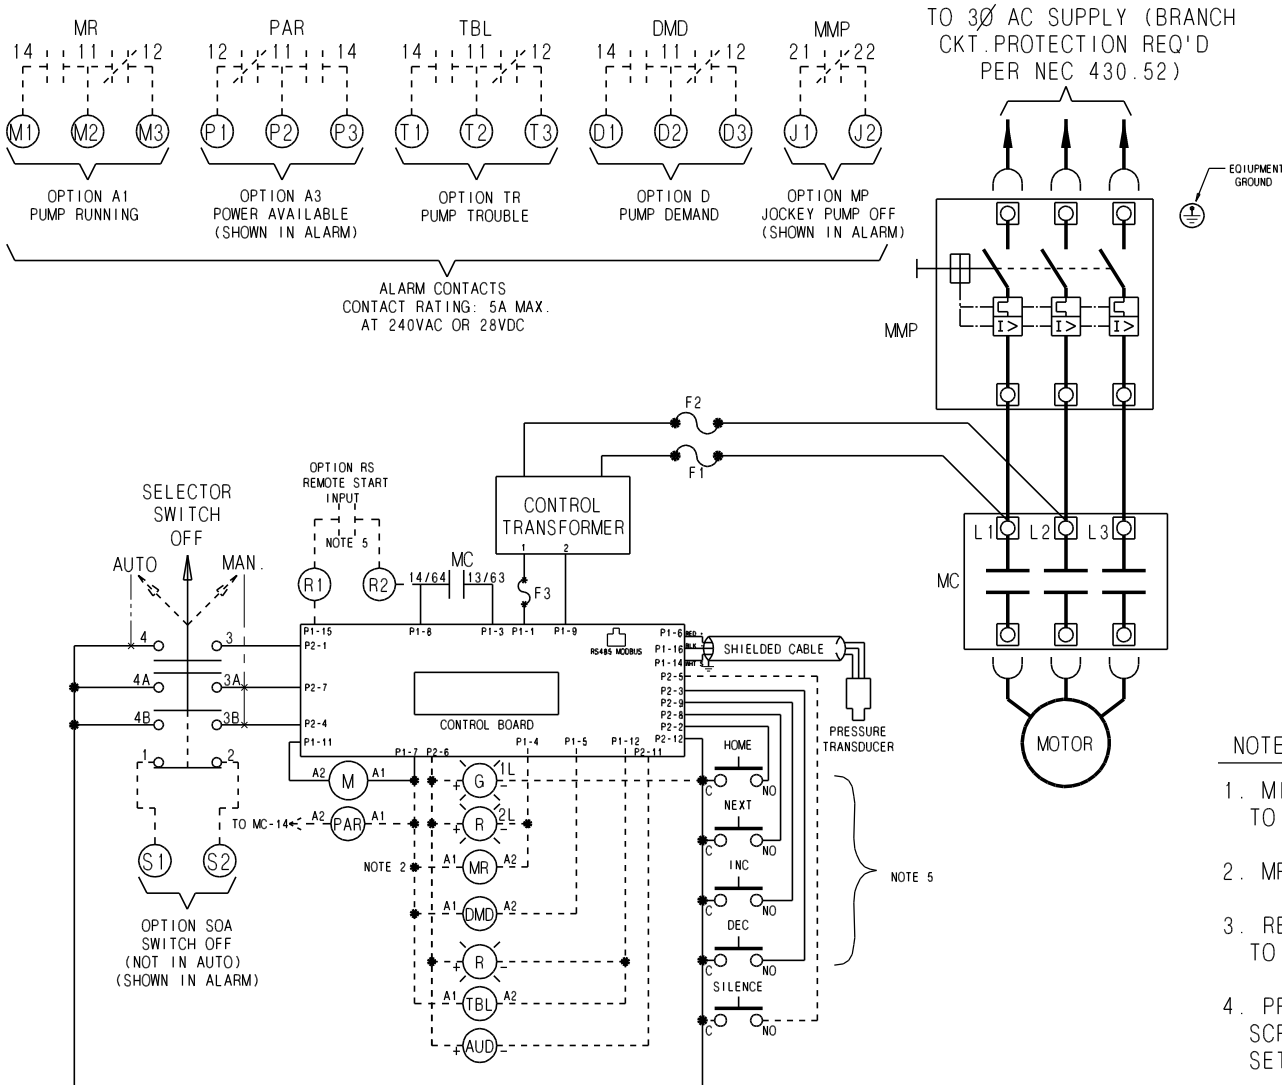 MR
14 11 12
PAR
12 11 14
TBL
14 11 12
DMD
14 11 12
MMP
21 22
M1 M2 M3
P1 P2 P3
T1 T2 T3
D1 D2 D3
J1 J2
OPTION A1
PUMP RUNNING
OPTION A3
POWER AVAILABLE
(SHOWN IN ALARM)
OPTION TR
PUMP TROUBLE
OPTION D
PUMP DEMAND
OPTION MP
JOCKEY PUMP OFF
(SHOWN IN ALARM)
ALARM CONTACTS
CONTACT RATING: 5A MAX.
AT 240VAC OR 28VDC
TO 3Ø AC SUPPLY (BRANCH
CKT.PROTECTION REQ'D
PER NEC 430.52)
EQIUPMENT
GROUND
MMP
I> I> I>
F2
F1
CONTROL
TRANSFORMER
1 2
F3
L1 L2 L3
MC
MOTOR
OPTION RS
REMOTE START
INPUT
NOTE 5
R1 R2
14/64 MC 13/63
SELECTOR
SWITCH
OFF
AUTO MAN.
4 3
4A 3A
4B 3B
1 2
S1 S2
OPTION SOA
SWITCH OFF
(NOT IN AUTO)
(SHOWN IN ALARM)
P1-15 P1-8 P1-3 P1-1 P1-9
P2-1
P2-7
P2-4
P1-11
RS485 MODBUS
CONTROL BOARD
P1-6 RED
P1-16 BLK
P1-14 WHT
P2-5
P2-3
P2-9
P2-8
P2-2
P2-12
P1-7 P2-6 P1-4 P1-5 P1-12 P2-11
SHIELDED CABLE
PRESSURE
TRANSDUCER
A2 M A1
TO MC-14 A2 PAR A1
+ G - 1L
+ R - 2L
NOTE 2 A1 MR A2
A1 DMD A2
+ R -
A1 TBL A2
+ AUD -
HOME
C NO
NEXT
C NO
INC
C NO
DEC
C NO
SILENCE
C NO
NOTE 5
NOTE
1. M
TO
2. M
3. RE
TO
4. PR
SCR
SET